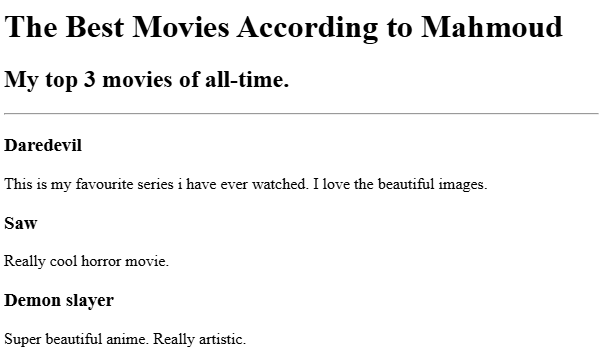 The Best Movies According to Mahmoud
My top 3 movies of all-time.
Daredevil
This is my favourite series i have ever watched. I love the beautiful images.
Saw
Really cool horror movie.
Demon slayer
Super beautiful anime. Really artistic.